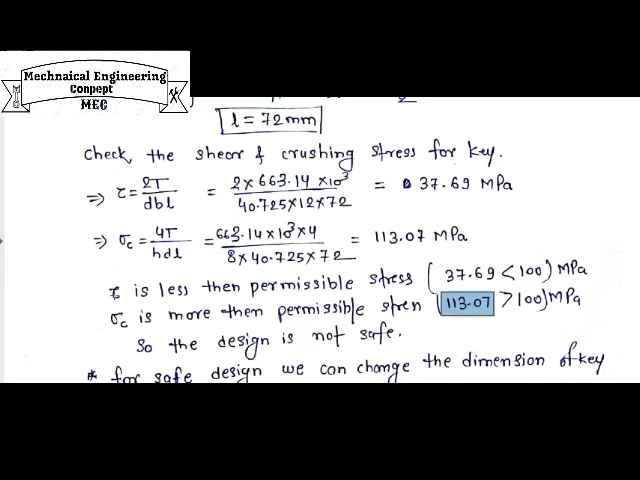 Mechnaical Engineering
Conpept
MEC
l = 72mm
Check the shear & crushing stress for key.
⇒ τ = 2T/dbl = 2×663.14×10³/40.725×12×72 = 37.69 MPa
⇒ σc = 4T/hdl = 663.14×10³×4/8×40.725×72 = 113.07 MPa
τ is less then permissible stress (37.69 < 100) MPa
σc is more then permissible stren (113.07 > 100) MPa
So the design is not safe.
* for safe design we can change the dimension of key